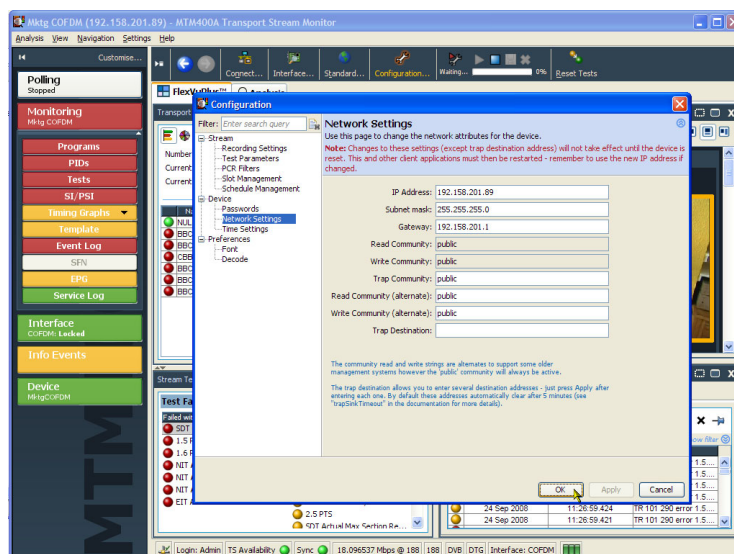 Mktg COFDM (192.158.201.89) - MTM400A Transport Stream Monitor
Analysis View Navigation Settings Help
Customise...
Connect... Interface... Standard... Configuration... Waiting... 0% Reset Tests
Polling
Stopped
Monitoring
Mktg COFDM
Programs
PIDs
Tests
SI/PSI
Timing Graphs
Template
Event Log
SFN
EPG
Service Log
Interface
COFDM: Locked
Info Events
Device
MktgCOFDM
MTM
FlexVuPlus™ Analysis
Transport
Number
Current
Current
NUL
BBC
BBC
CBB
BBC
BBC
BBC
Configuration
Filter: Enter search query
Stream
Recording Settings
Test Parameters
PCR Filters
Slot Management
Schedule Management
Device
Passwords
Network Settings
Time Settings
Preferences
Font
Decode
Network Settings
Use this page to change the network attributes for the device.
Note: Changes to these settings (except trap destination address) will not take effect until the device is
reset. This and other client applications must then be restarted - remember to use the new IP address if
changed.
IP Address: 192.158.201.89
Subnet mask: 255.255.255.0
Gateway: 192.158.201.1
Read Community: public
Write Community: public
Trap Community: public
Read Community (alternate): public
Write Community (alternate): public
Trap Destination:
The community read and write strings are alternates to support some older
management systems however the 'public' community will always be active.
The trap destination allows you to enter several destination addresses - just press Apply after
entering each one. By default these addresses automatically clear after 5 minutes (see
"trapSinkTimeout" in the documentation for more details).
OK Apply Cancel
Stream Te
Test Fa
Failed wit
SDT
1.5 F
1.6 F
NIT
NIT
NIT
EIT
2.5 PTS
SDT Actual Max Section Re...
ow filter
1.5...
1.5...
1.5...
1.5...
24 Sep 2008 11:26:59.424 TR 101 290 error 1.5...
24 Sep 2008 11:26:59.421 TR 101 290 error 1.5...
Login: Admin TS Availability Sync 18.096537 Mbps @ 188 188 DVB DTG Interface: COFDM